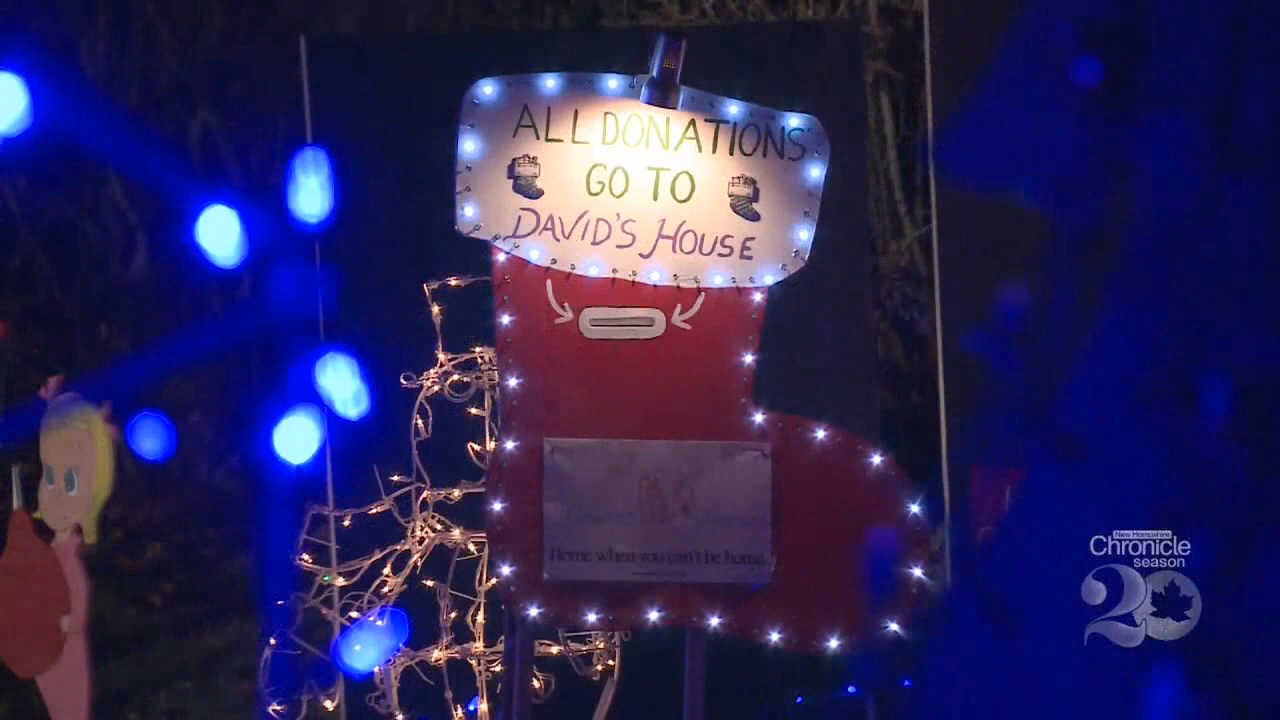 ALL DONATIONS
GO TO
DAVID'S HOUSE
Home when you can't be home.
New Hampshire
Chronicle
season
20